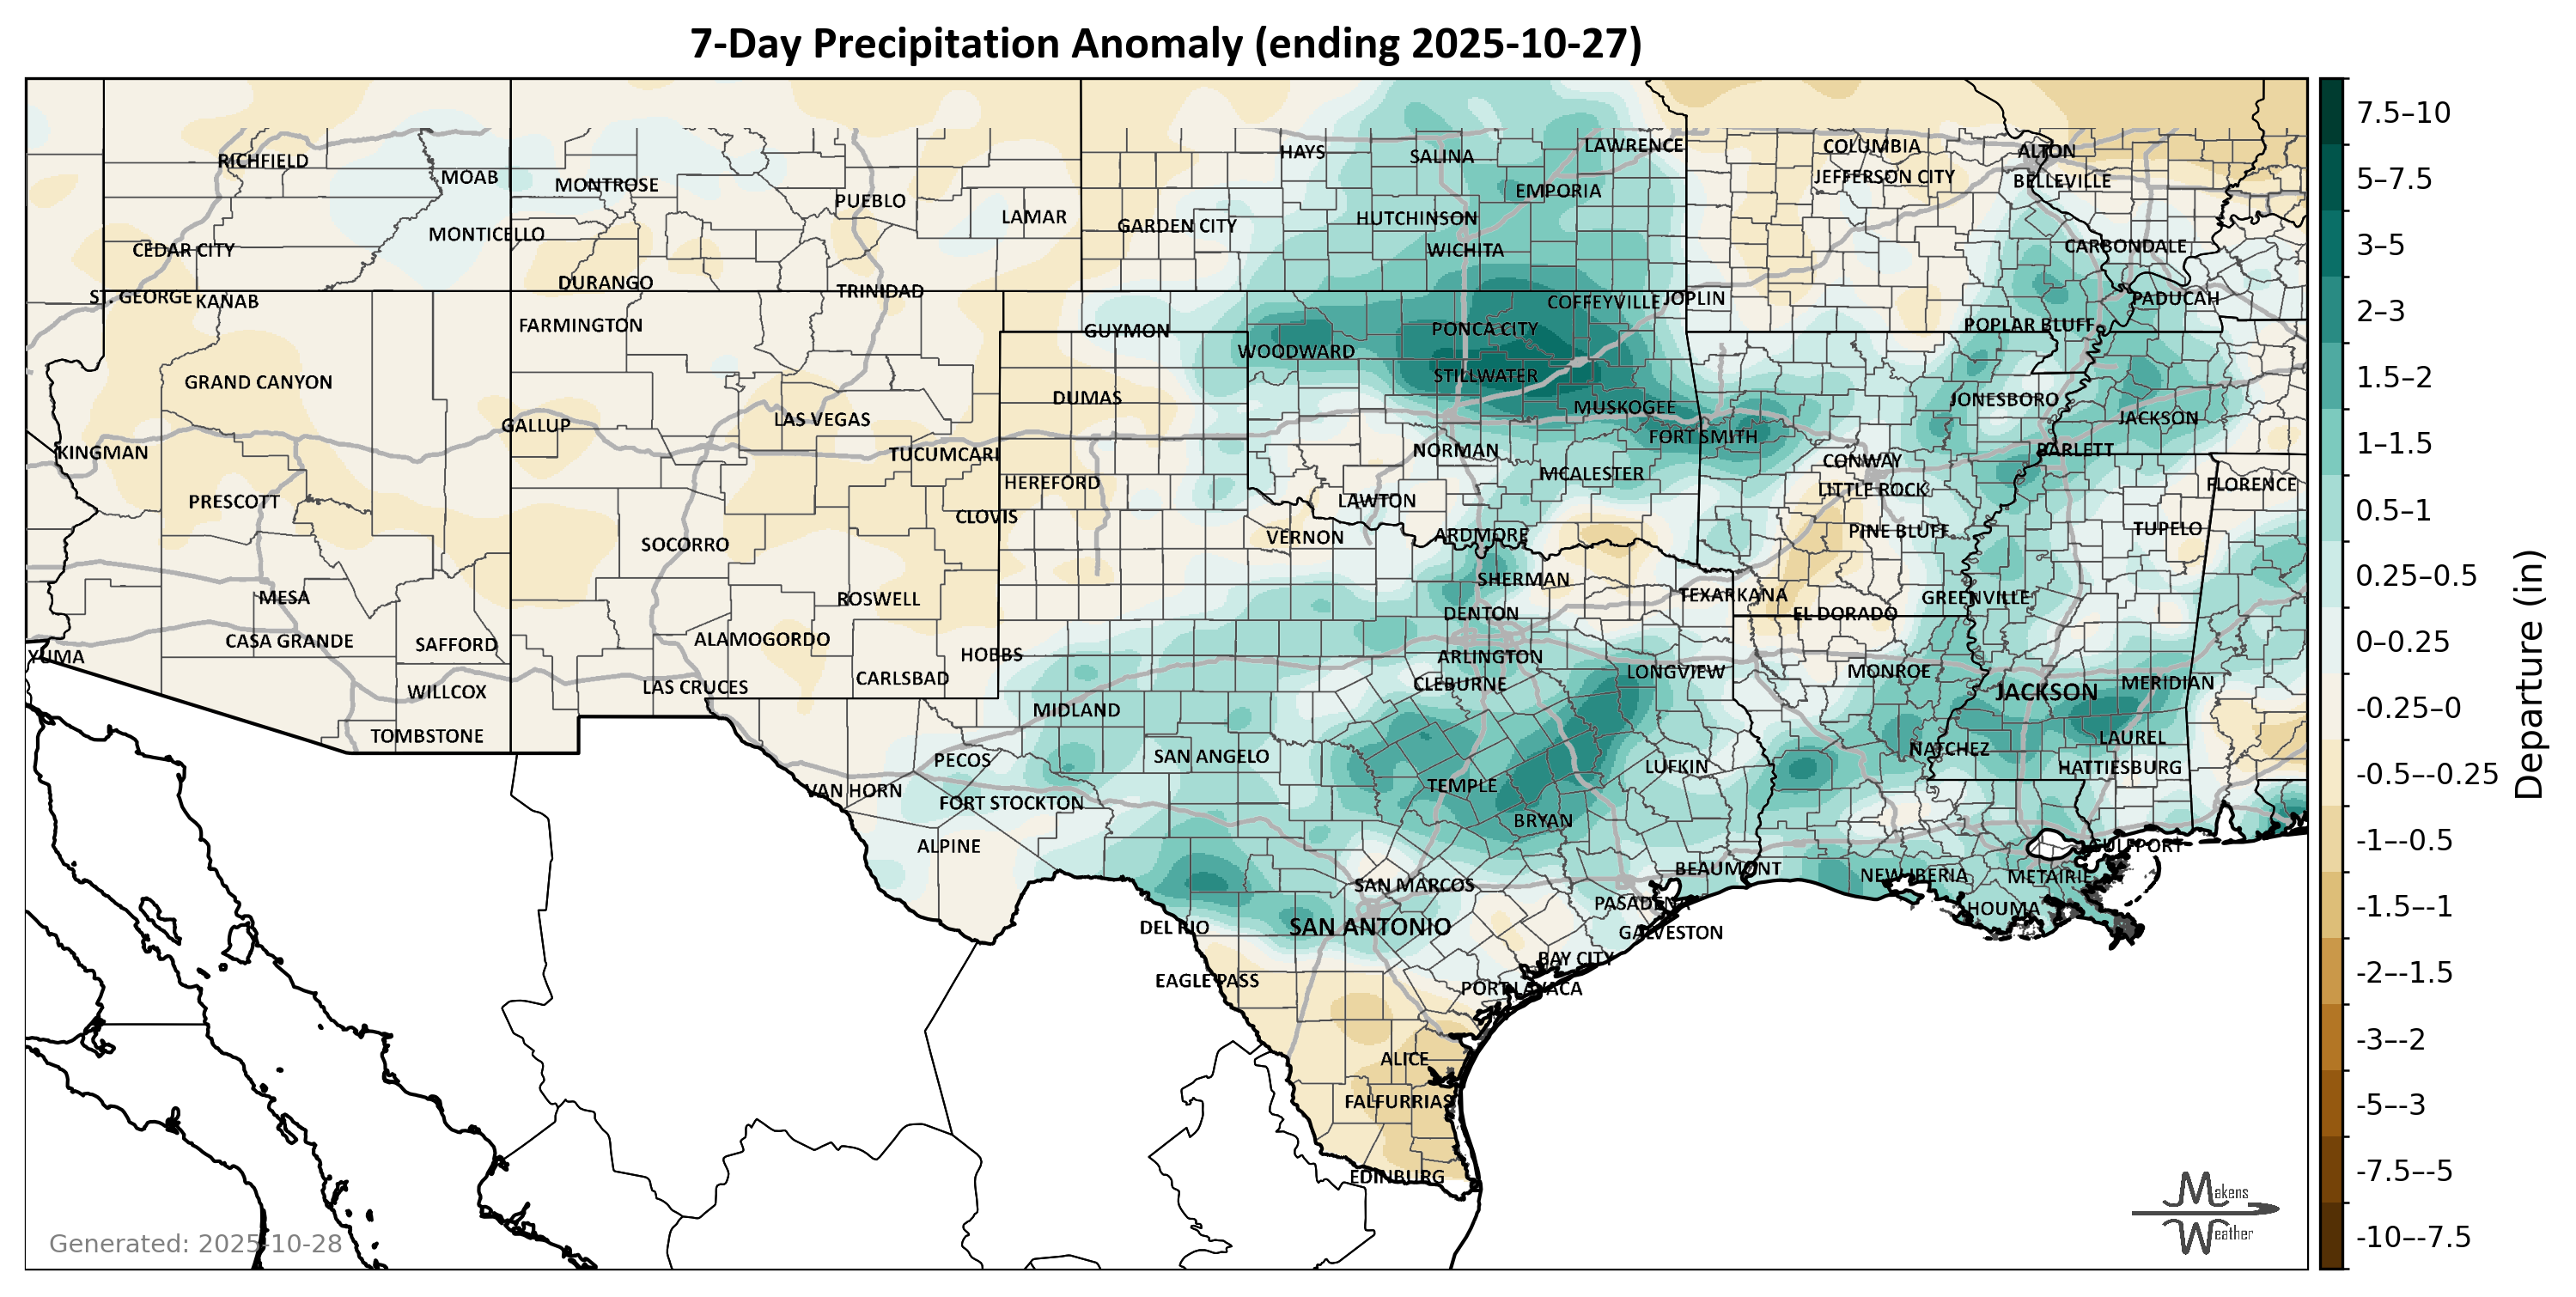 7-Day Precipitation Anomaly (ending 2025-10-27)
HAYS
SALINA
LAWRENCE
COLUMBIA
ALTON
RICHFIELD
MOAB
MONTROSE
EMPORIA
JEFFERSON CITY
BELLEVILLE
PUEBLO
LAMAR
GARDEN CITY
HUTCHINSON
MONTICELLO
CEDAR CITY
WICHITA
CARBONDALE
DURANGO
TRINIDAD
ST. GEORGE
KANAB
COFFEYVILLE
JOPLIN
PADUCAH
FARMINGTON
GUYMON
PONCA CITY
POPLAR BLUFF
WOODWARD
GRAND CANYON
STILLWATER
DUMAS
MUSKOGEE
JONESBORO
GALLUP
LAS VEGAS
JACKSON
FORT SMITH
KINGMAN
TUCUMCARI
NORMAN
BARLETT
CONWAY
MCALESTER
HEREFORD
LITTLE ROCK
FLORENCE
PRESCOTT
LAWTON
CLOVIS
VERNON
ARDMORE
PINE BLUFF
TUPELO
SOCORRO
SHERMAN
MESA
ROSWELL
TEXARKANA
GREENVILLE
DENTON
EL DORADO
CASA GRANDE
SAFFORD
ALAMOGORDO
YUMA
HOBBS
ARLINGTON
LONGVIEW
MONROE
CARLSBAD
CLEBURNE
MERIDIAN
WILLCOX
LAS CRUCES
JACKSON
MIDLAND
TOMBSTONE
LAUREL
NATCHEZ
PECOS
SAN ANGELO
LUFKIN
HATTIESBURG
VAN HORN
TEMPLE
FORT STOCKTON
BRYAN
ALPINE
GULFPORT
BEAUMONT
NEW IBERIA
METAIRIE
SAN MARCOS
PASADENA
HOUMA
DEL RIO
SAN ANTONIO
GALVESTON
BAY CITY
EAGLE PASS
PORT LAVACA
ALICE
FALFURRIAS
EDINBURG
Generated: 2025-10-28
Makens
Weather
7.5–10
5–7.5
3–5
2–3
1.5–2
1–1.5
0.5–1
0.25–0.5
0–0.25
-0.25–0
-0.5–-0.25
-1–-0.5
-1.5–-1
-2–-1.5
-3–-2
-5–-3
-7.5–-5
-10–-7.5
Departure (in)